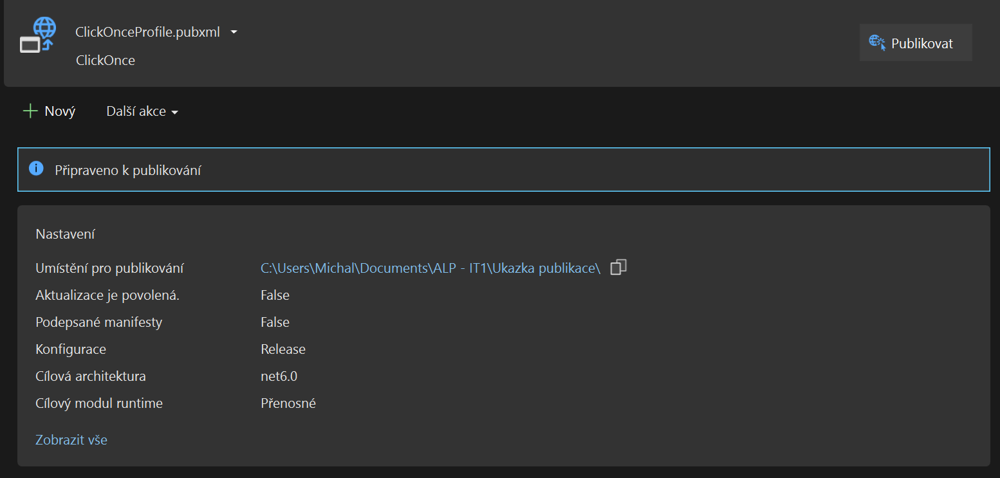 ClickOnceProfile.pubxml
ClickOnce
Publikovat
Nový Další akce
Připraveno k publikování
Nastavení
Umístění pro publikování C:\Users\Michal\Documents\ALP - IT1\Ukazka publikace\
Aktualizace je povolená. False
Podepsané manifesty False
Konfigurace Release
Cílová architektura net6.0
Cílový modul runtime Přenosné
Zobrazit vše